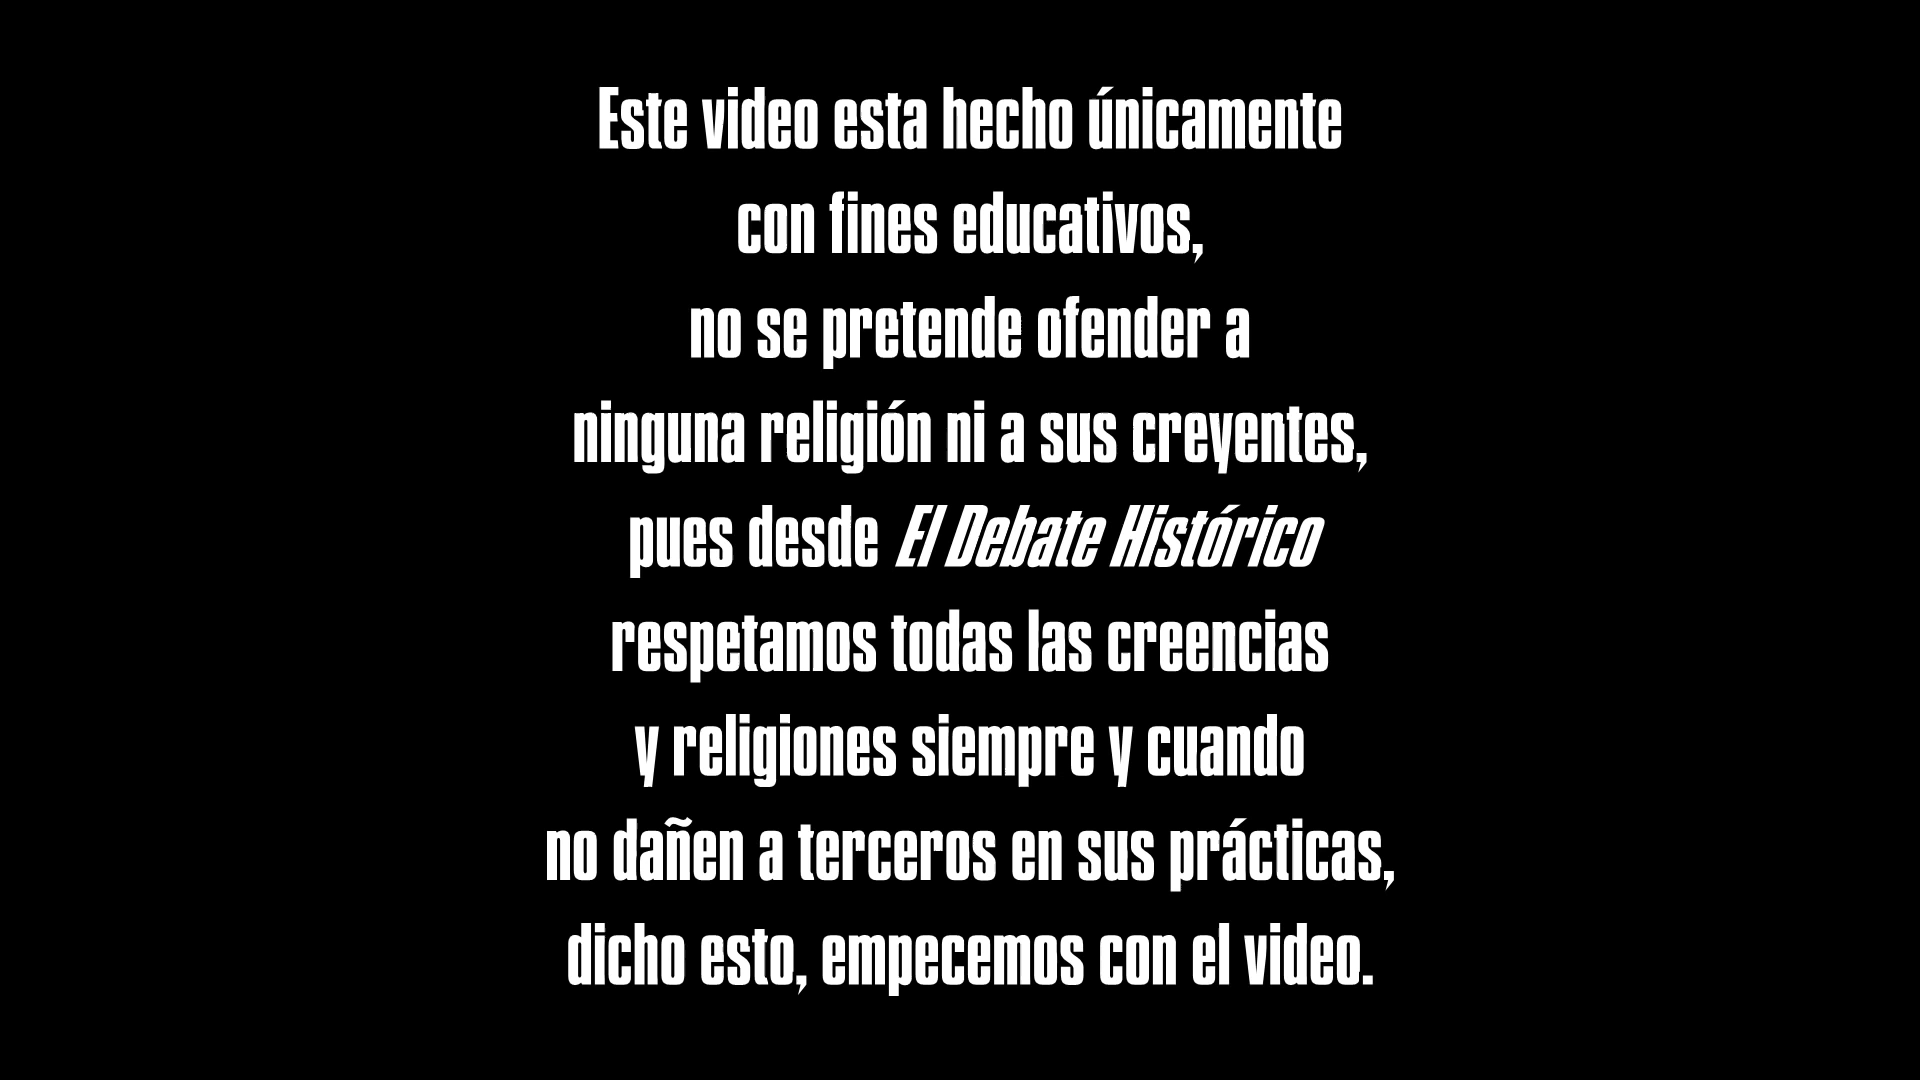 Este video esta hecho únicamente
con fines educativos,
no se pretende ofender a
ninguna religión ni a sus creyentes,
pues desde El Debate Histórico
respetamos todas las creencias
y religiones siempre y cuando
no dañen a terceros en sus prácticas,
dicho esto, empecemos con el video.